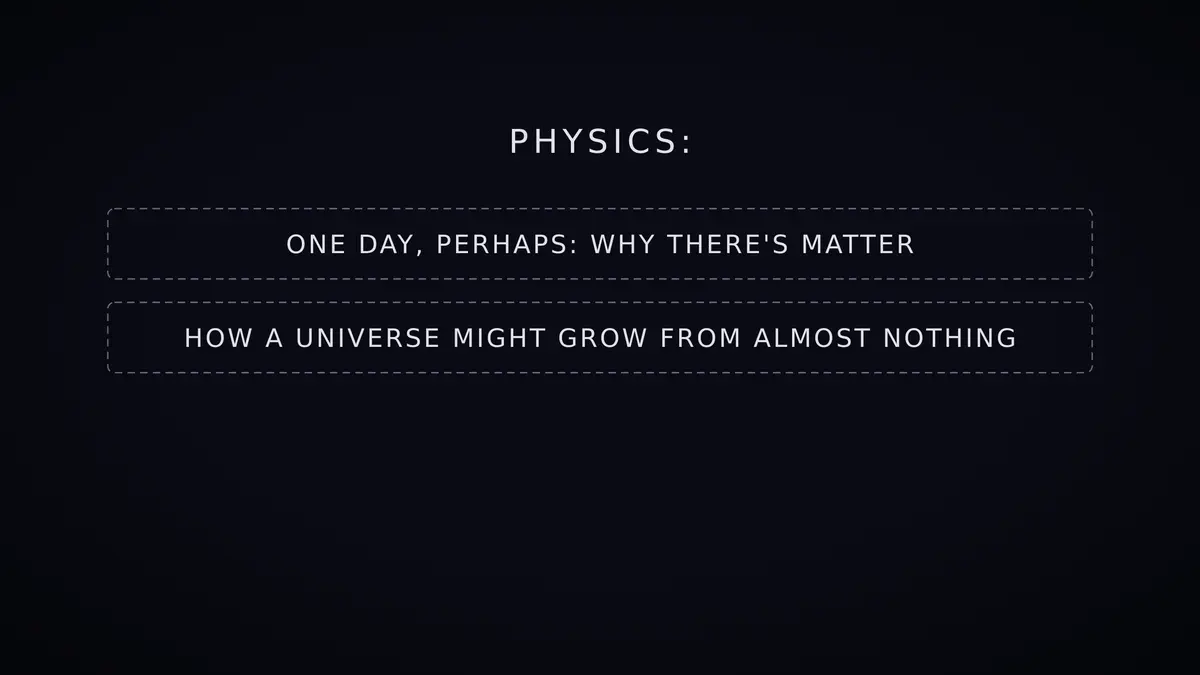 PHYSICS:
ONE DAY, PERHAPS: WHY THERE'S MATTER
HOW A UNIVERSE MIGHT GROW FROM ALMOST NOTHING